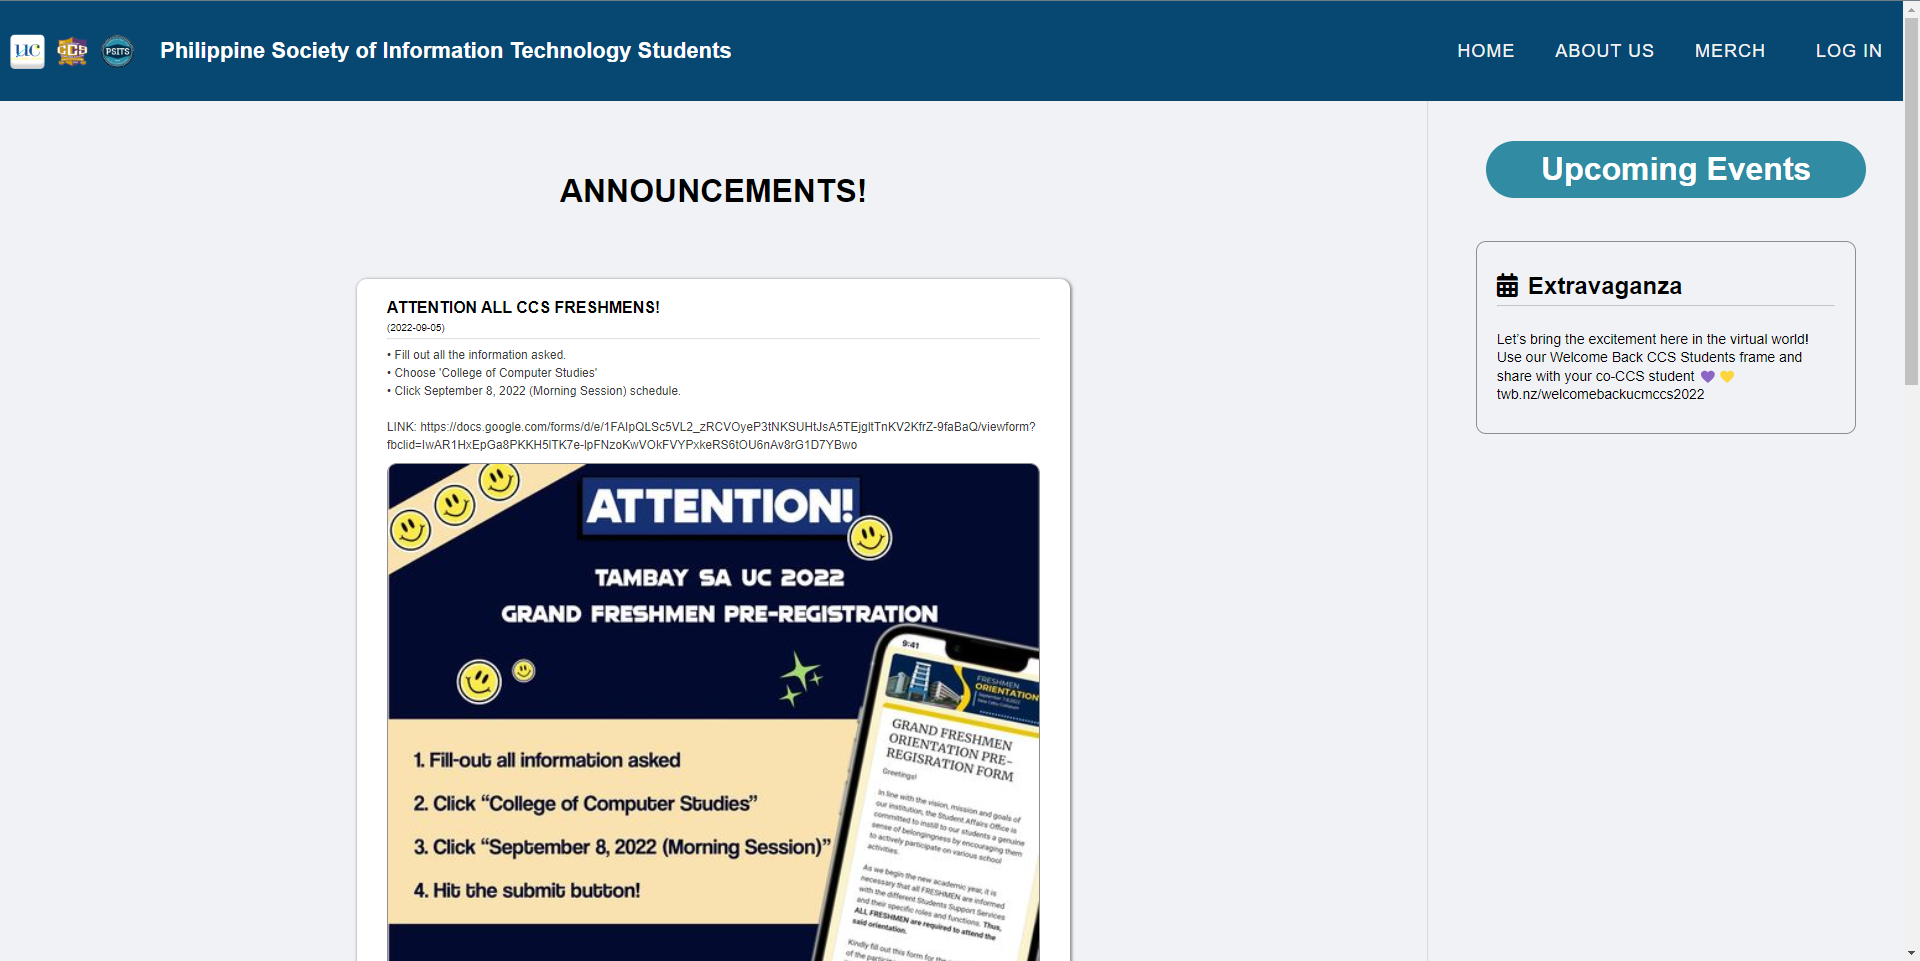 UC CCS PSITS Philippine Society of Information Technology Students HOME ABOUT US MERCH LOG IN
ANNOUNCEMENTS!
ATTENTION ALL CCS FRESHMENS!
(2022-09-05)
• Fill out all the information asked.
• Choose 'College of Computer Studies'
• Click September 8, 2022 (Morning Session) schedule.
LINK: https://docs.google.com/forms/d/e/1FAIpQLSc5VL2_zRCVOyeP3tNKSUHtJsA5TEjgltTnKV2KfrZ-9faBaQ/viewform?
fbclid=IwAR1HxEpGa8PKKH5lTK7e-lpFNzoKwVOkFVYPxkeRS6tOU6nAv8rG1D7YBwo
ATTENTION!
TAMBAY SA UC 2022
GRAND FRESHMEN PRE-REGISTRATION
1. Fill-out all information asked
2. Click “College of Computer Studies”
3. Click “September 8, 2022 (Morning Session)”
4. Hit the submit button!
9:41
FRESHMEN
ORIENTATION
GRAND FRESHMEN
ORIENTATION PRE-
REGISRATION FORM
Greetings!
In line with the vision, mission and goals of
our institution, the Student Affairs Office is
committed to instill to our students a genuine
sense of belongingness by encouraging them
to actively participate on various school
activities.
As we begin the new academic year, it is
necessary that all FRESHMEN are informed
with the different Students Support Services
and their specific roles and functions. Thus,
ALL FRESHMEN are required to attend the
said orientation.
Kindly fill out this form for the
of the
Upcoming Events
Extravaganza
Let’s bring the excitement here in the virtual world!
Use our Welcome Back CCS Students frame and
share with your co-CCS student 💜 💛
twb.nz/welcomebackucmccs2022